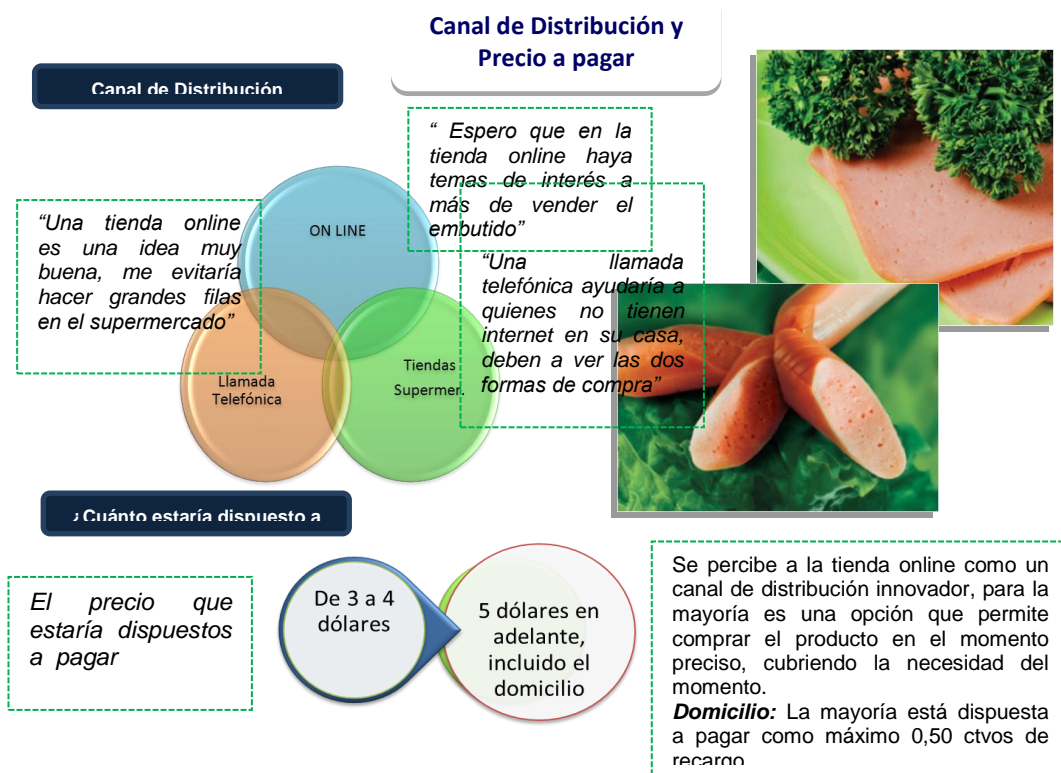 Canal de Distribución y
Precio a pagar
Canal de Distribución
“ Espero que en la
tienda online haya
temas de interés a
más de vender el
embutido”
“Una tienda online
es una idea muy
buena, me evitaría
hacer grandes filas
en el supermercado”
ON LINE
“Una llamada
telefónica ayudaría a
quienes no tienen
internet en su casa,
deben a ver las dos
formas de compra”
Llamada
Telefónica
Tiendas
Supermer.
¿Cuánto estaría dispuesto a
El precio que
estaría dispuestos
a pagar
De 3 a 4
dólares
5 dólares en
adelante,
incluido el
domicilio
Se percibe a la tienda online como un
canal de distribución innovador, para la
mayoría es una opción que permite
comprar el producto en el momento
preciso, cubriendo la necesidad del
momento.
Domicilio: La mayoría está dispuesta
a pagar como máximo 0,50 ctvos de
recargo